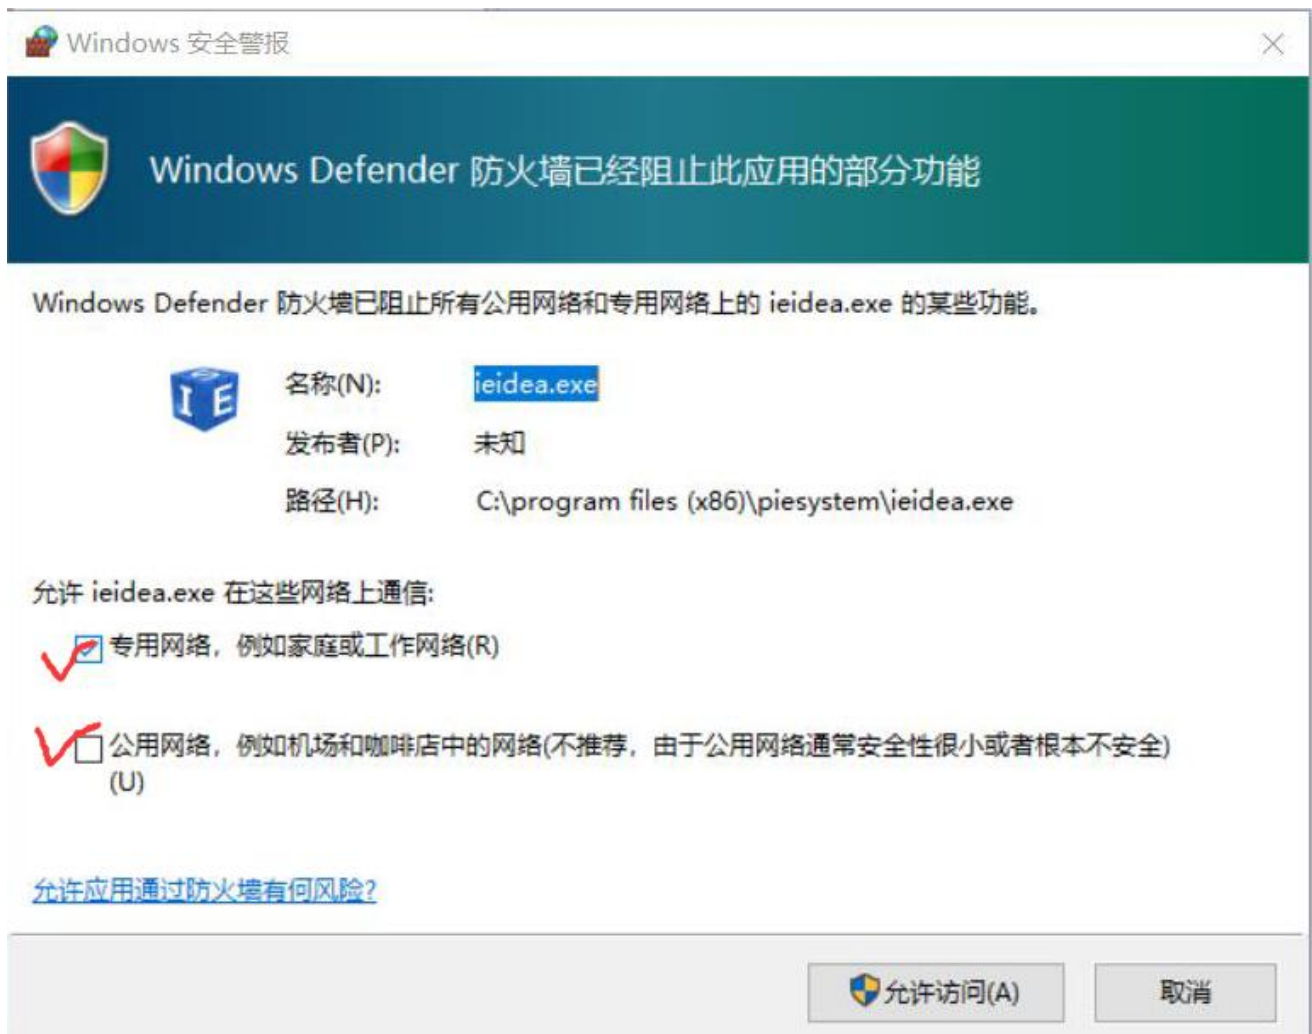 Windows 安全警报
Windows Defender 防火墙已经阻止此应用的部分功能
Windows Defender 防火墙已阻止所有公用网络和专用网络上的 ieidea.exe 的某些功能。
I E
名称(N): ieidea.exe
发布者(P): 未知
路径(H): C:\program files (x86)\piesystem\ieidea.exe
允许 ieidea.exe 在这些网络上通信:
专用网络，例如家庭或工作网络(R)
公用网络，例如机场和咖啡店中的网络(不推荐，由于公用网络通常安全性很小或者根本不安全)
(U)
允许应用通过防火墙有何风险?
允许访问(A) 取消